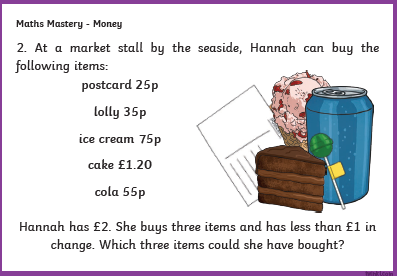 Maths Mastery - Money
2. At a market stall by the seaside, Hannah can buy the
following items:
postcard 25p
lolly 35p
ice cream 75p
cake £1.20
cola 55p
Hannah has £2. She buys three items and has less than £1 in
change. Which three items could she have bought?